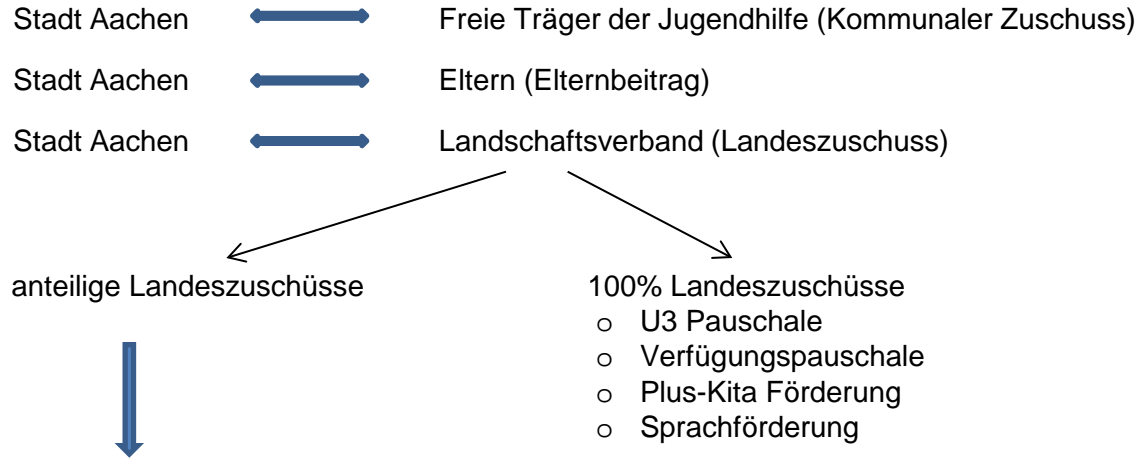 Stadt Aachen Freie Träger der Jugendhilfe (Kommunaler Zuschuss)
Stadt Aachen Eltern (Elternbeitrag)
Stadt Aachen Landschaftsverband (Landeszuschuss)
anteilige Landeszuschüsse
100% Landeszuschüsse
o U3 Pauschale
o Verfügungspauschale
o Plus-Kita Förderung
o Sprachförderung